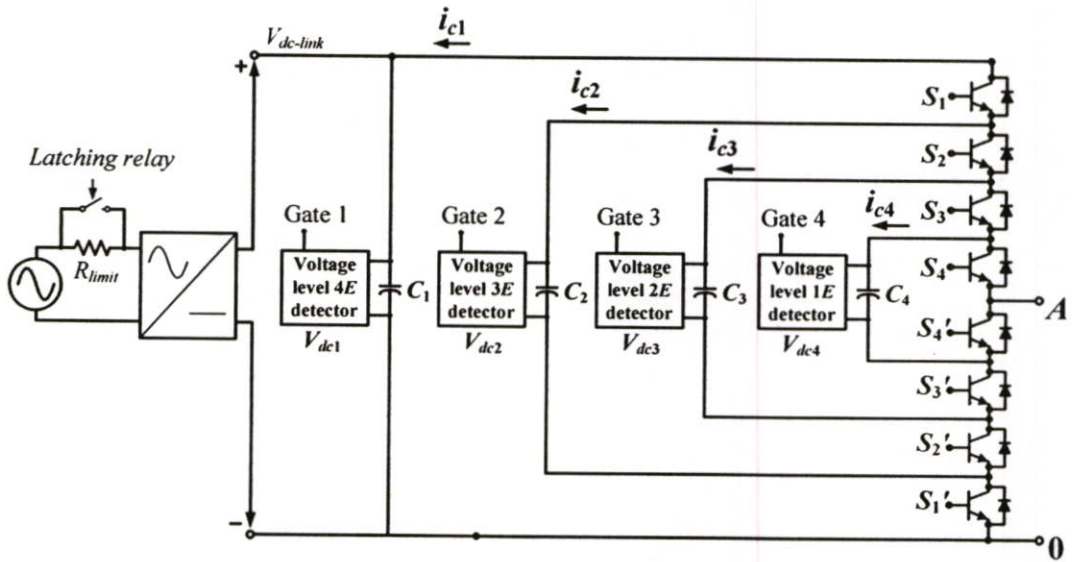 V_dc-link
i_c1
i_c2
i_c3
i_c4
+
S_1
S_2
S_3
S_4
S_4'
S_3'
S_2'
S_1'
Latching relay
R_limit
Gate 1
Voltage
level 4E
detector
V_dc1
C_1
Gate 2
Voltage
level 3E
detector
V_dc2
C_2
Gate 3
Voltage
level 2E
detector
V_dc3
C_3
Gate 4
Voltage
level 1E
detector
V_dc4
C_4
A
−
0